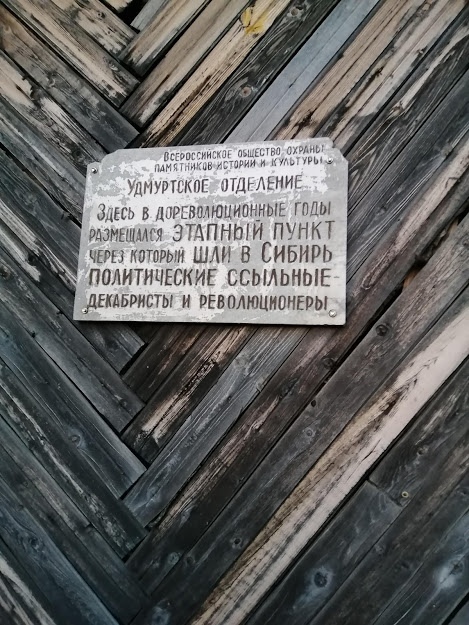 Всероссийское общество охраны
памятников истории и культуры
Удмуртское отделение
Здесь в дореволюционные годы
размещался этапный пункт
через который шли в Сибирь
политические ссыльные-
декабристы и революционеры.